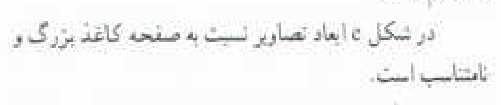 در شکل c ابعاد تصاویر نسبت به صفحه کاغذ بزرگ و
نامتناسب است.